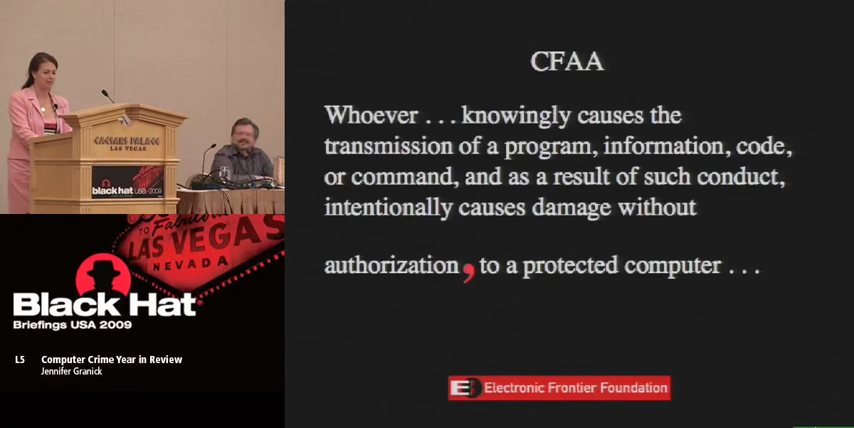 CAESARS PALACE
LAS VEGAS
black hat USA • 2009
TO Fabulous
LAS VEGAS
NEVADA
Black Hat
Briefings USA 2009
L5 Computer Crime Year in Review
Jennifer Granick
CFAA
Whoever . . . knowingly causes the
transmission of a program, information, code,
or command, and as a result of such conduct,
intentionally causes damage without
authorization, to a protected computer . . .
Electronic Frontier Foundation